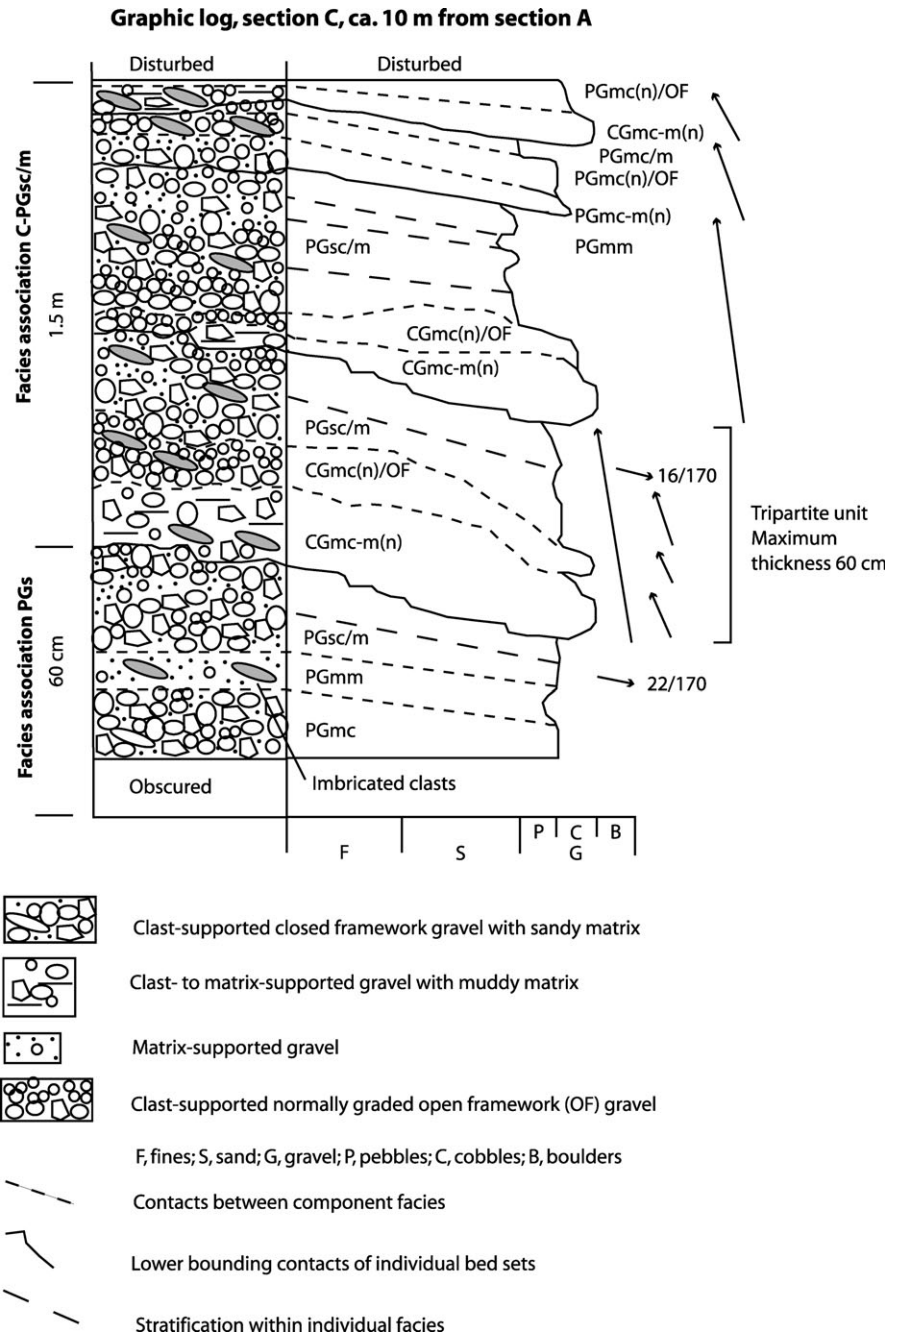 Graphic log, section C, ca. 10 m from section A
Disturbed
Disturbed
Facies association C-PGsc/m
1.5 m
PGmc(n)/OF
CGmc-m(n)
PGmc/m
PGmc(n)/OF
PGmc-m(n)
PGmm
PGsc/m
CGmc(n)/OF
CGmc-m(n)
PGsc/m
CGmc(n)/OF
CGmc-m(n)
16/170
Tripartite unit
Maximum
thickness 60 cm
Facies association PGs
60 cm
PGsc/m
PGmm
PGmc
22/170
Obscured
Imbricated clasts
F
S
P
C
B
G
Clast-supported closed framework gravel with sandy matrix
Clast- to matrix-supported gravel with muddy matrix
Matrix-supported gravel
Clast-supported normally graded open framework (OF) gravel
F, fines; S, sand; G, gravel; P, pebbles; C, cobbles; B, boulders
Contacts between component facies
Lower bounding contacts of individual bed sets
Stratification within individual facies